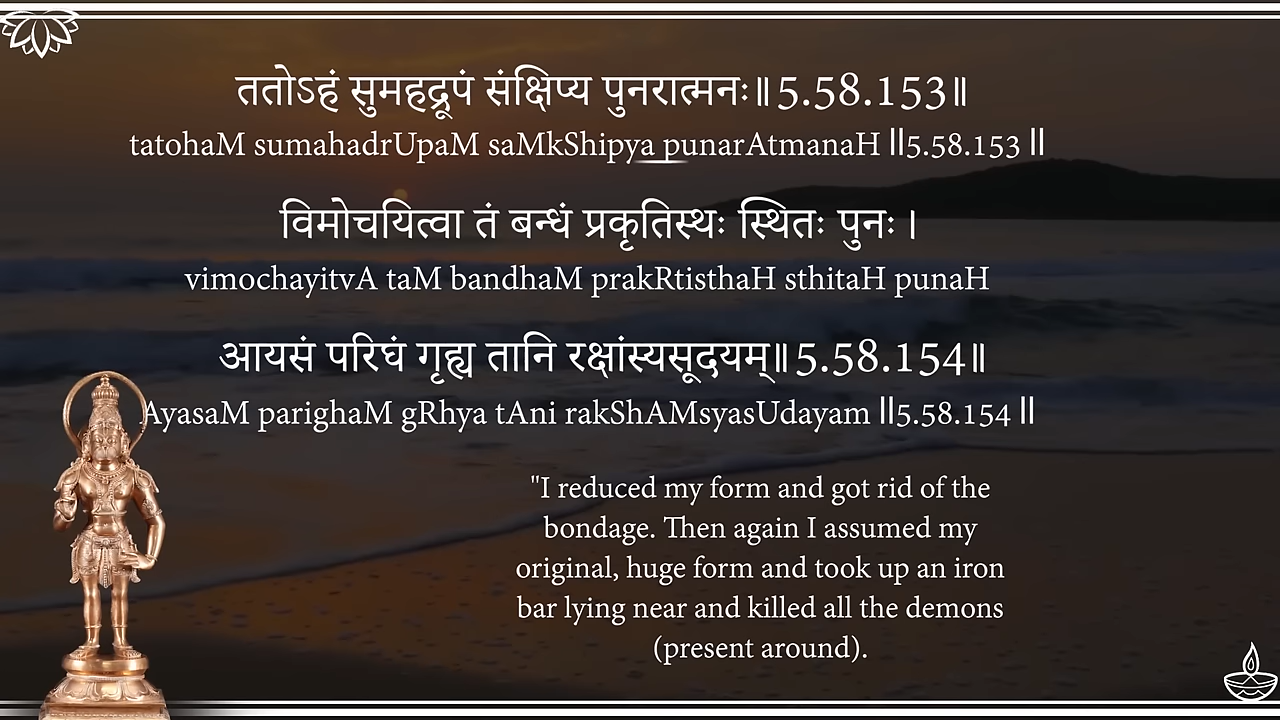 ततोऽहं सुमहद्रूपं संक्षिप्य पुनरात्मनः॥5.58.153॥
tatohaM sumahadrUpaM saMkShipya punarAtmanaH ||5.58.153 ||
विमोचयित्वा तं बन्धं प्रकृतिस्थः स्थितः पुनः।
vimochayitvA taM bandhaM prakRtisthaH sthitaH punaH
आयसं परिघं गृह्य तानि रक्षांस्यसूदयम्॥5.58.154॥
AyasaM parighaM gRhya tAni rakShAMsyasUdayam ||5.58.154 ||
"I reduced my form and got rid of the
bondage. Then again I assumed my
original, huge form and took up an iron
bar lying near and killed all the demons
(present around).